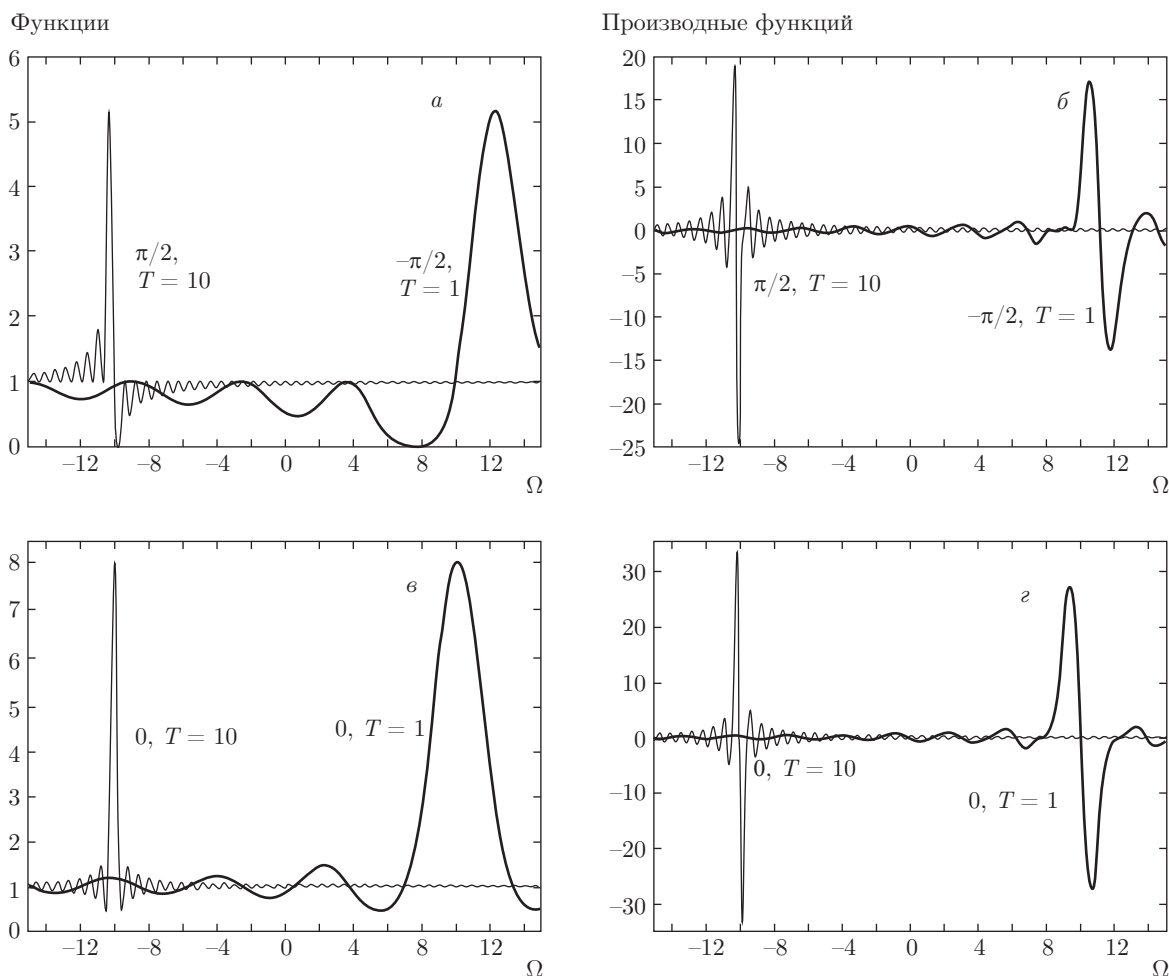 Функции
Производные функций
6
5
4
3
2
1
0
–12 –8 –4 0 4 8 12
Ω
а
π/2,
T = 10
–π/2,
T = 1
20
15
10
5
0
–5
–10
–15
–20
–25
–12 –8 –4 0 4 8 12
Ω
б
π/2, T = 10
–π/2, T = 1
8
7
6
5
4
3
2
1
0
–12 –8 –4 0 4 8 12
Ω
в
0, T = 10
0, T = 1
30
20
10
0
–10
–20
–30
–12 –8 –4 0 4 8 12
Ω
г
0, T = 10
0, T = 1